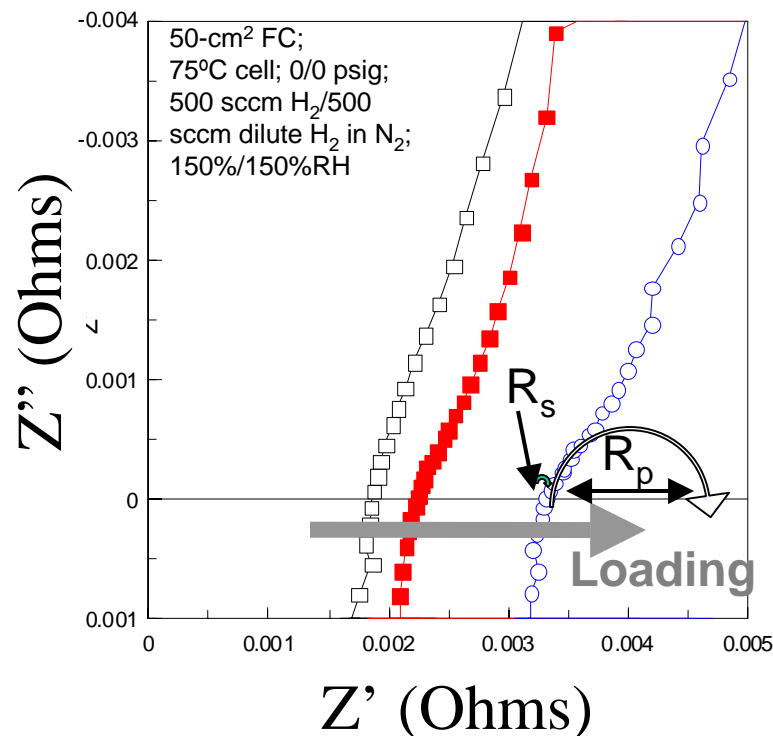 -0.004
50-cm² FC;
75ºC cell; 0/0 psig;
500 sccm H₂/500
sccm dilute H₂ in N₂;
150%/150%RH
-0.003
0.002
0.001
0
0.001
Z’’ (Ohms)
R_s
R_p
Loading
0
0.001
0.002
0.003
0.004
0.005
Z’ (Ohms)